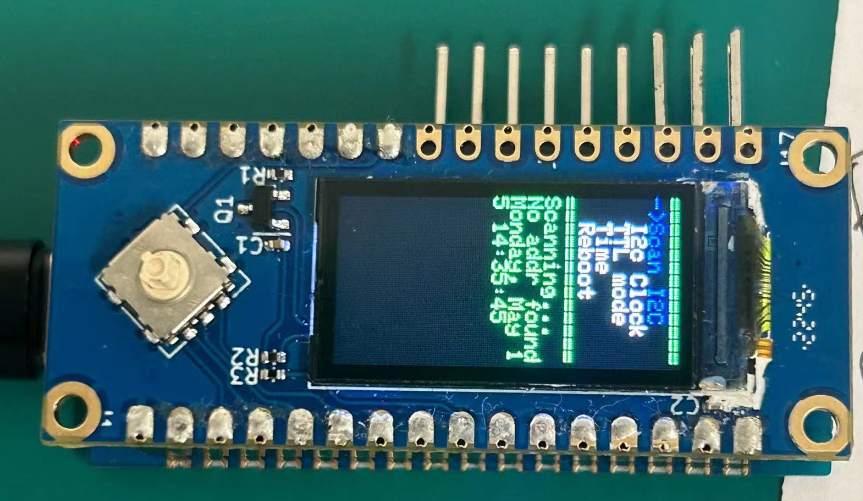 ==================
->Scan I2C
I2c Clock
TTL mode
Time
Reboot
==================
Scanning...
No addr found
Monday, May 1
5 14:35:45
R1
Q1
C1
R2
R3
C2